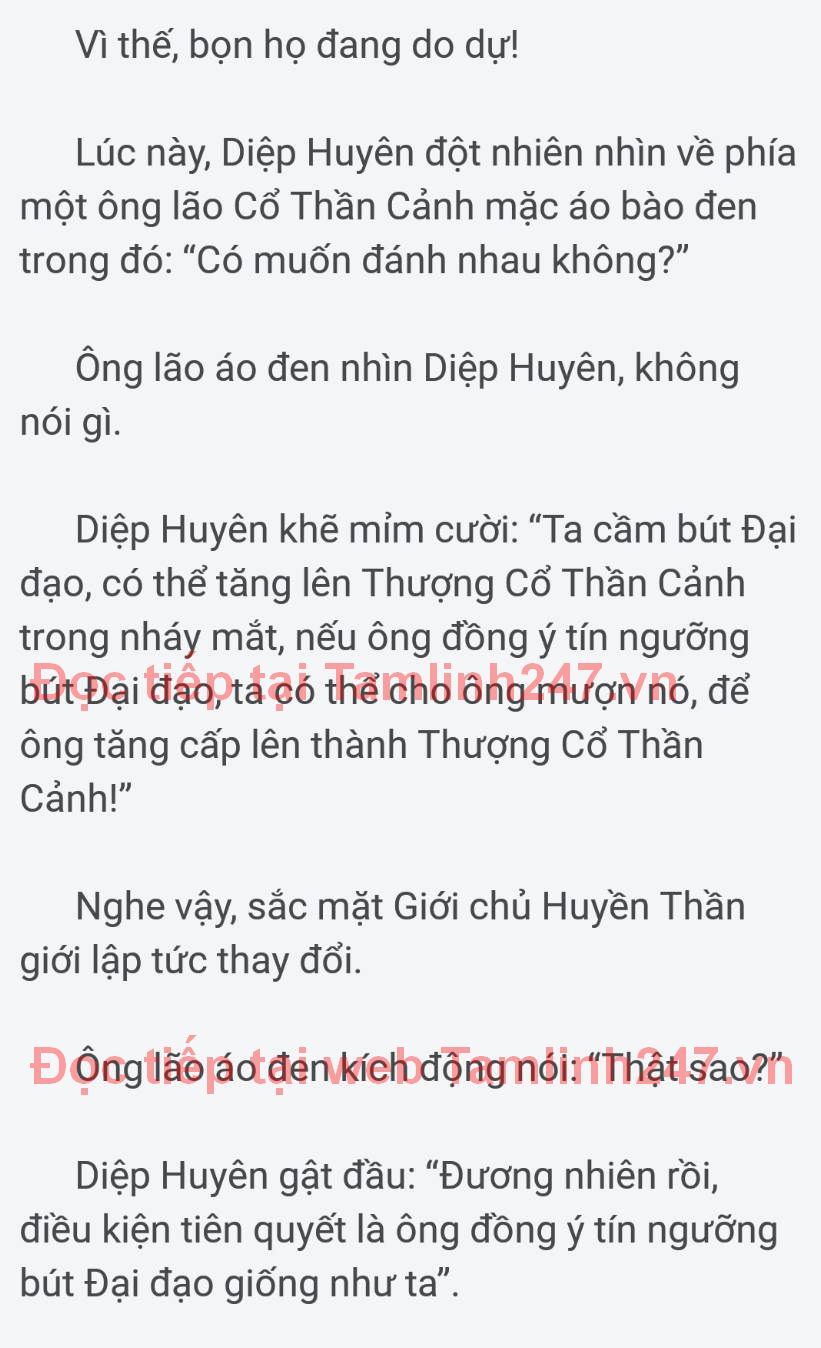 Vì thế, bọn họ đang do dự!
Lúc này, Diệp Huyên đột nhiên nhìn về phía
một ông lão Cổ Thần Cảnh mặc áo bào đen
trong đó: “Có muốn đánh nhau không?”
Ông lão áo đen nhìn Diệp Huyên, không
nói gì.
Diệp Huyên khẽ mỉm cười: “Ta cầm bút Đại
đạo, có thể tăng lên Thượng Cổ Thần Cảnh
trong nháy mắt, nếu ông đồng ý tín ngưỡng
bút Đại đạo, ta có thể cho ông mượn nó, để
Đọc tiếp tại Tamlinh247.vn
ông tăng cấp lên thành Thượng Cổ Thần
Cảnh!”
Nghe vậy, sắc mặt Giới chủ Huyền Thần
giới lập tức thay đổi.
Ông lão áo đen kích động nói: “Thật sao?”
Đọc tiếp tại web Tamlinh247.vn
Diệp Huyên gật đầu: “Đương nhiên rồi,
điều kiện tiên quyết là ông đồng ý tín ngưỡng
bút Đại đạo giống như ta”.